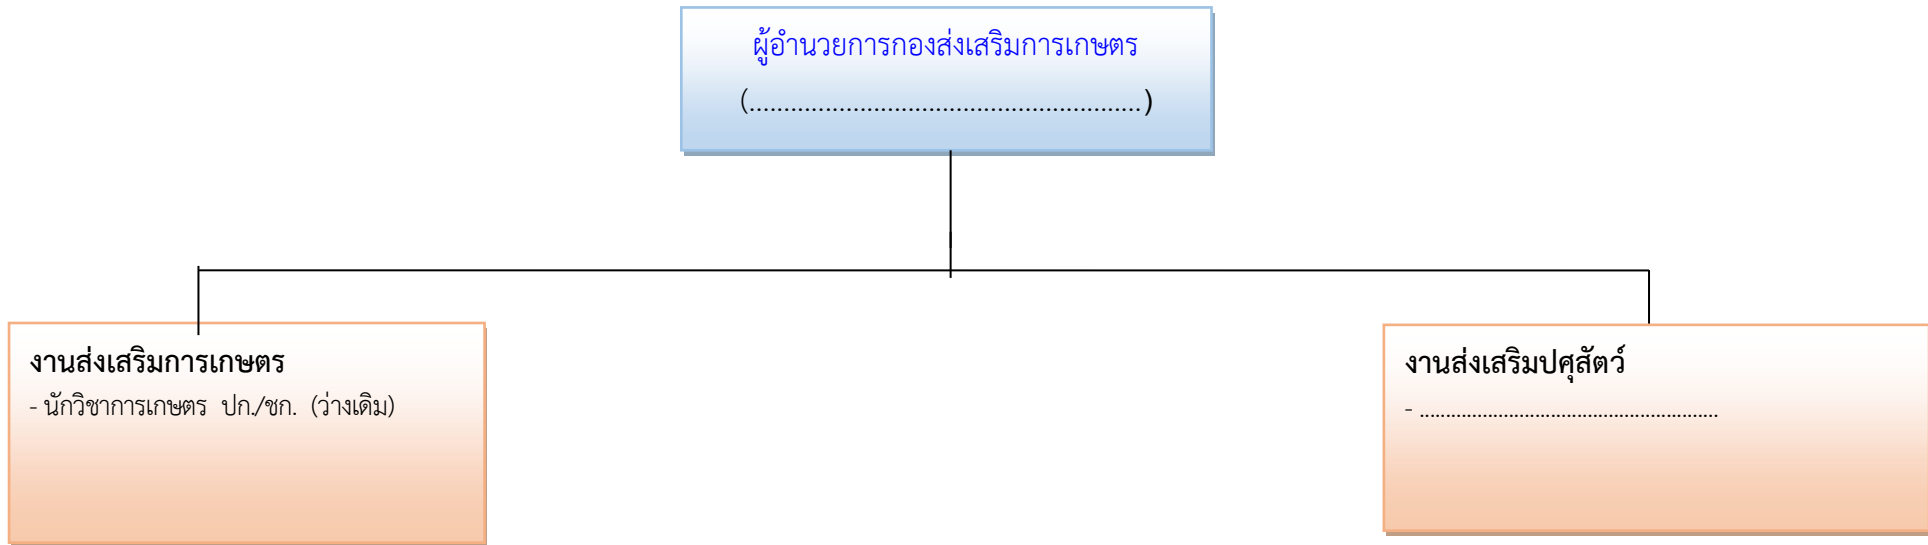 ผู้อำนวยการกองส่งเสริมการเกษตร
(........................................................)
งานส่งเสริมการเกษตร
- นักวิชาการเกษตร ปก./ชก. (ว่างเดิม)
งานส่งเสริมปศุสัตว์
- ........................................................